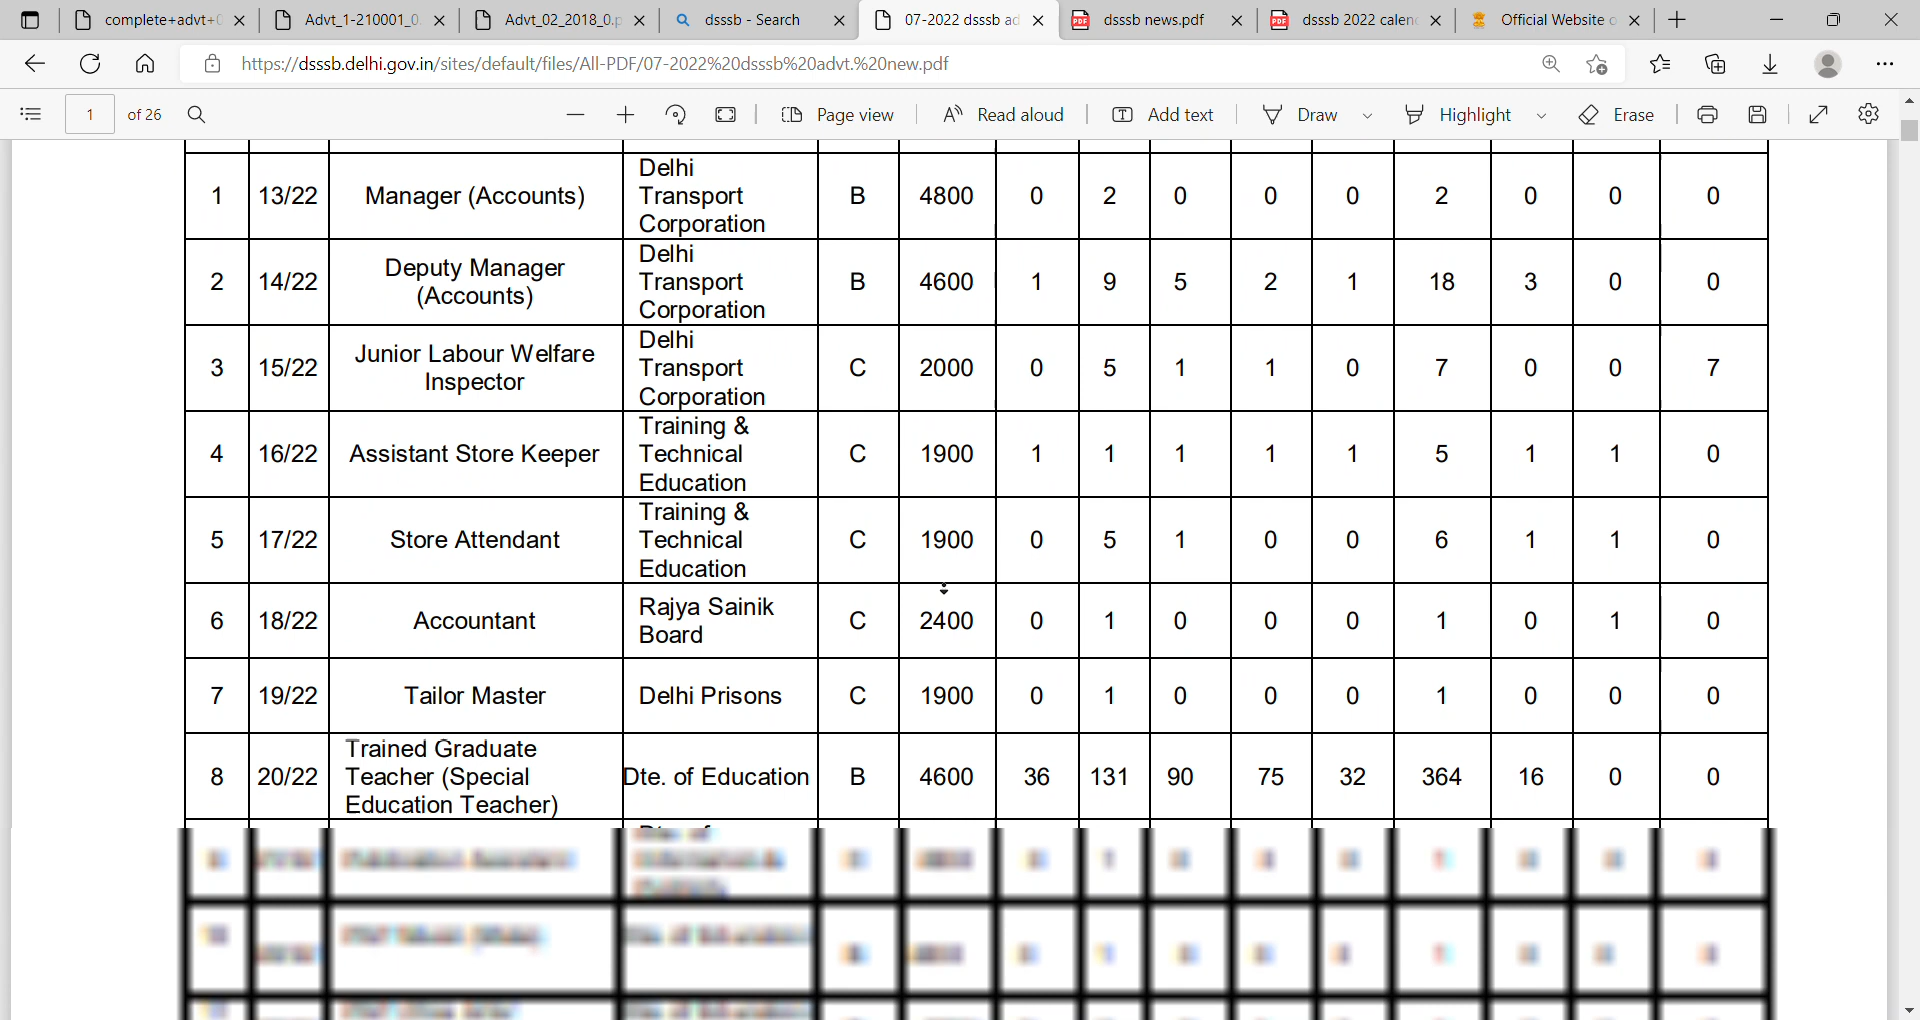 complete+advt+
Advt_1-210001_0
Advt_02_2018_0.p
dsssb - Search
07-2022 dsssb ad
dsssb news.pdf
dsssb 2022 calen
Official Website
https://dsssb.delhi.gov.in/sites/default/files/All-PDF/07-2022%20dsssb%20advt.%20new.pdf
1 of 26 Page view Read aloud Add text Draw Highlight Erase
1 13/22 Manager (Accounts) Delhi Transport Corporation B 4800 0 2 0 0 0 2 0 0 0
2 14/22 Deputy Manager (Accounts) Delhi Transport Corporation B 4600 1 9 5 2 1 18 3 0 0
3 15/22 Junior Labour Welfare Inspector Delhi Transport Corporation C 2000 0 5 1 1 0 7 0 0 7
4 16/22 Assistant Store Keeper Training & Technical Education C 1900 1 1 1 1 1 5 1 1 0
5 17/22 Store Attendant Training & Technical Education C 1900 0 5 1 0 0 6 1 1 0
6 18/22 Accountant Rajya Sainik Board C 2400 0 1 0 0 0 1 0 1 0
7 19/22 Tailor Master Delhi Prisons C 1900 0 1 0 0 0 1 0 0 0
8 20/22 Trained Graduate Teacher (Special Education Teacher) Dte. of Education B 4600 36 131 90 75 32 364 16 0 0